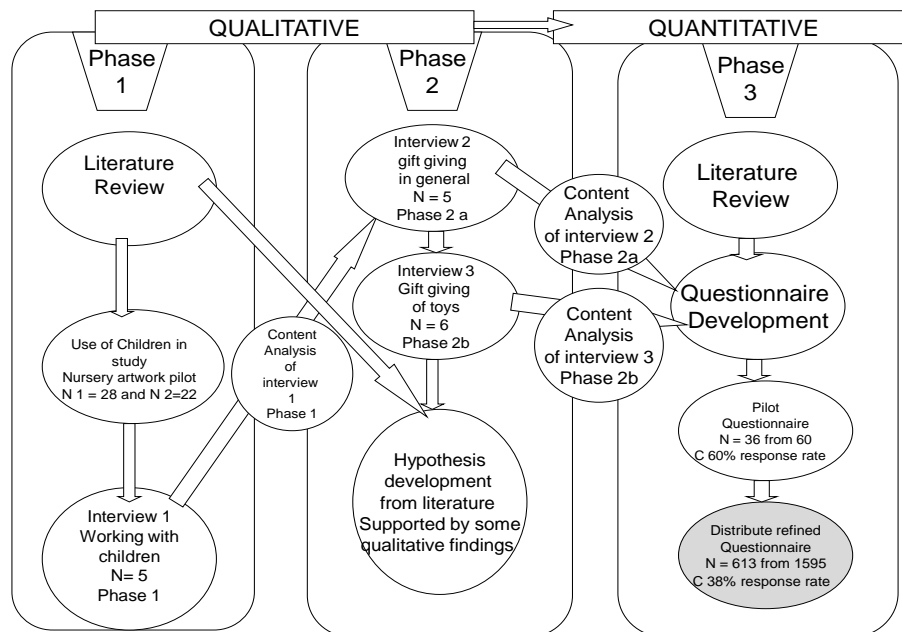 QUALITATIVE
QUANTITATIVE
Phase
1
Literature
Review
Use of Children in
study
Nursery artwork pilot
N 1 = 28 and N 2=22
Interview 1
Working with
children
N= 5
Phase 1
Content
Analysis
of
interview
1
Phase 1
Phase
2
Interview 2
gift giving
in general
N = 5
Phase 2 a
Interview 3
Gift giving
of toys
N = 6
Phase 2b
Hypothesis
development
from literature
Supported by some
qualitative findings
Content
Analysis
of interview 2
Phase 2a
Content
Analysis
of interview 3
Phase 2b
Phase
3
Literature
Review
Questionnaire
Development
Pilot
Questionnaire
N = 36 from 60
C 60% response rate
Distribute refined
Questionnaire
N = 613 from 1595
C 38% response rate